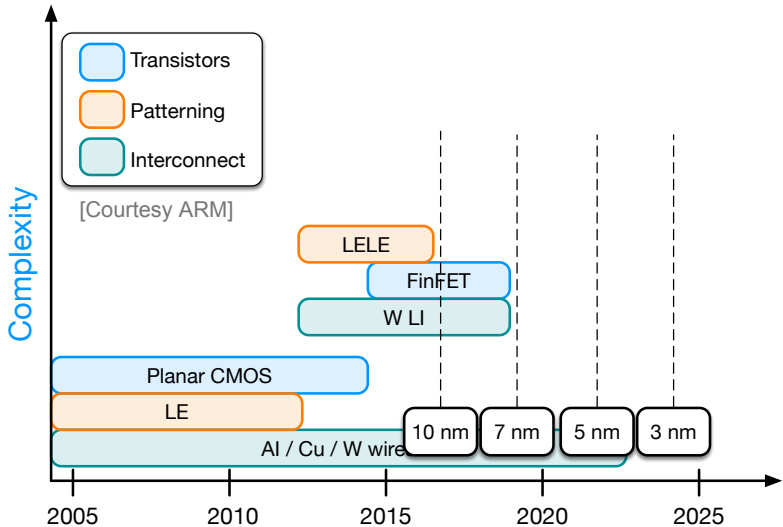 Transistors
Patterning
Interconnect
[Courtesy ARM]
Complexity
LELE
FinFET
W LI
Planar CMOS
LE
Al / Cu / W wire
10 nm
7 nm
5 nm
3 nm
2005
2010
2015
2020
2025